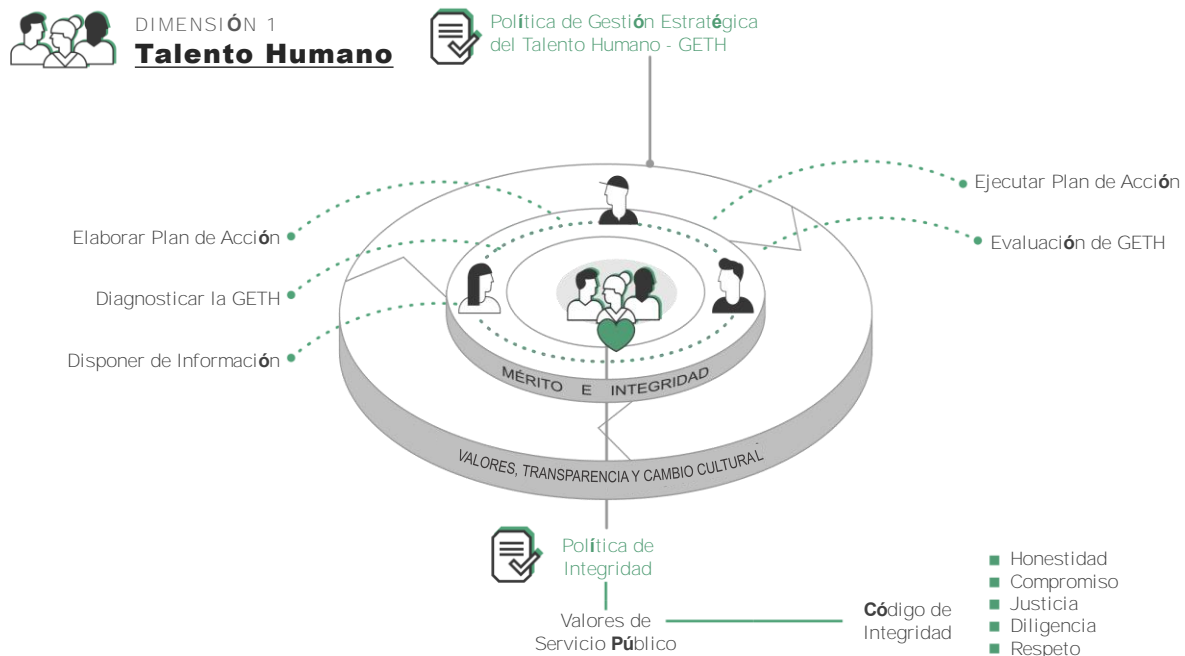 DIMENSIÓN 1
Talento Humano
Política de Gestión Estratégica
del Talento Humano - GETH
Elaborar Plan de Acción
Diagnosticar la GETH
Disponer de Información
Ejecutar Plan de Acción
Evaluación de GETH
MÉRITO E INTEGRIDAD
VALORES, TRANSPARENCIA Y CAMBIO CULTURAL
Política de
Integridad
Valores de
Servicio Público
Código de
Integridad
Honestidad
Compromiso
Justicia
Diligencia
Respeto